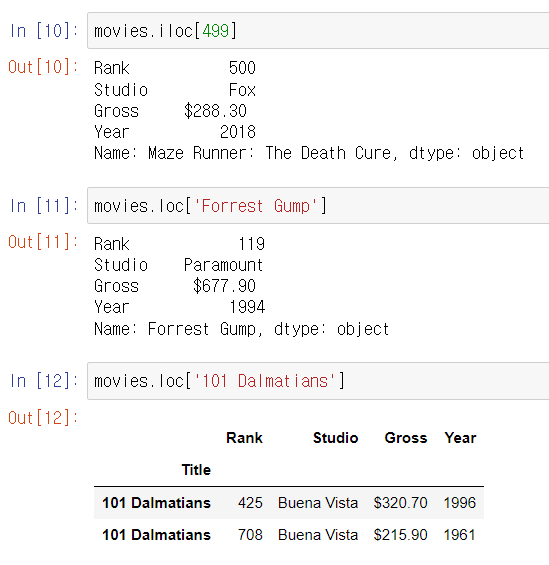 In [10]: movies.iloc[499]
Out[10]: Rank 500
Studio Fox
Gross $288.30
Year 2018
Name: Maze Runner: The Death Cure, dtype: object
In [11]: movies.loc['Forrest Gump']
Out[11]: Rank 119
Studio Paramount
Gross $677.90
Year 1994
Name: Forrest Gump, dtype: object
In [12]: movies.loc['101 Dalmatians']
Out[12]:
Rank Studio Gross Year
Title
101 Dalmatians 425 Buena Vista $320.70 1996
101 Dalmatians 708 Buena Vista $215.90 1961